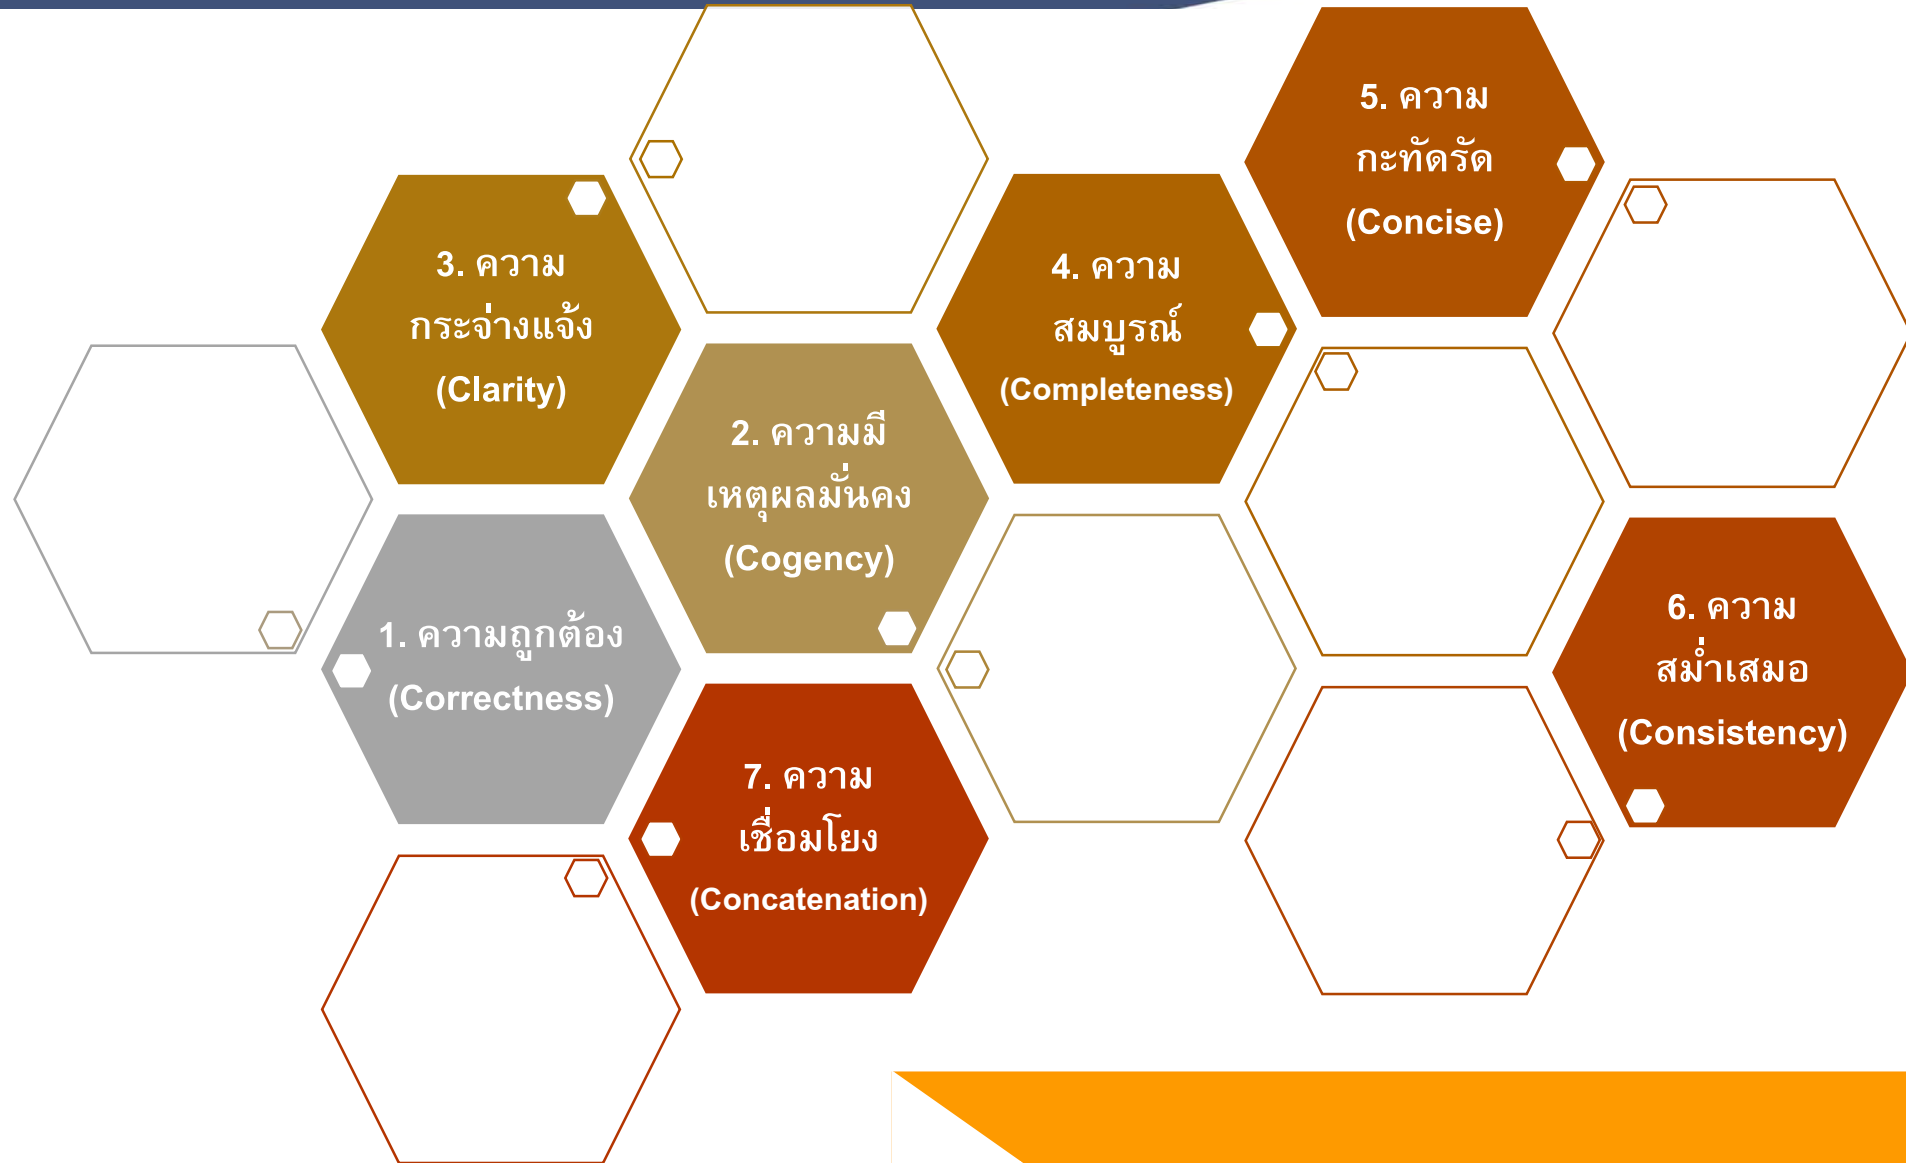 1. ความถูกต้อง
(Correctness)
2. ความมี
เหตุผลมั่นคง
(Cogency)
3. ความ
กระจ่างแจ้ง
(Clarity)
4. ความ
สมบูรณ์
(Completeness)
5. ความ
กะทัดรัด
(Concise)
6. ความ
สม่ำเสมอ
(Consistency)
7. ความ
เชื่อมโยง
(Concatenation)